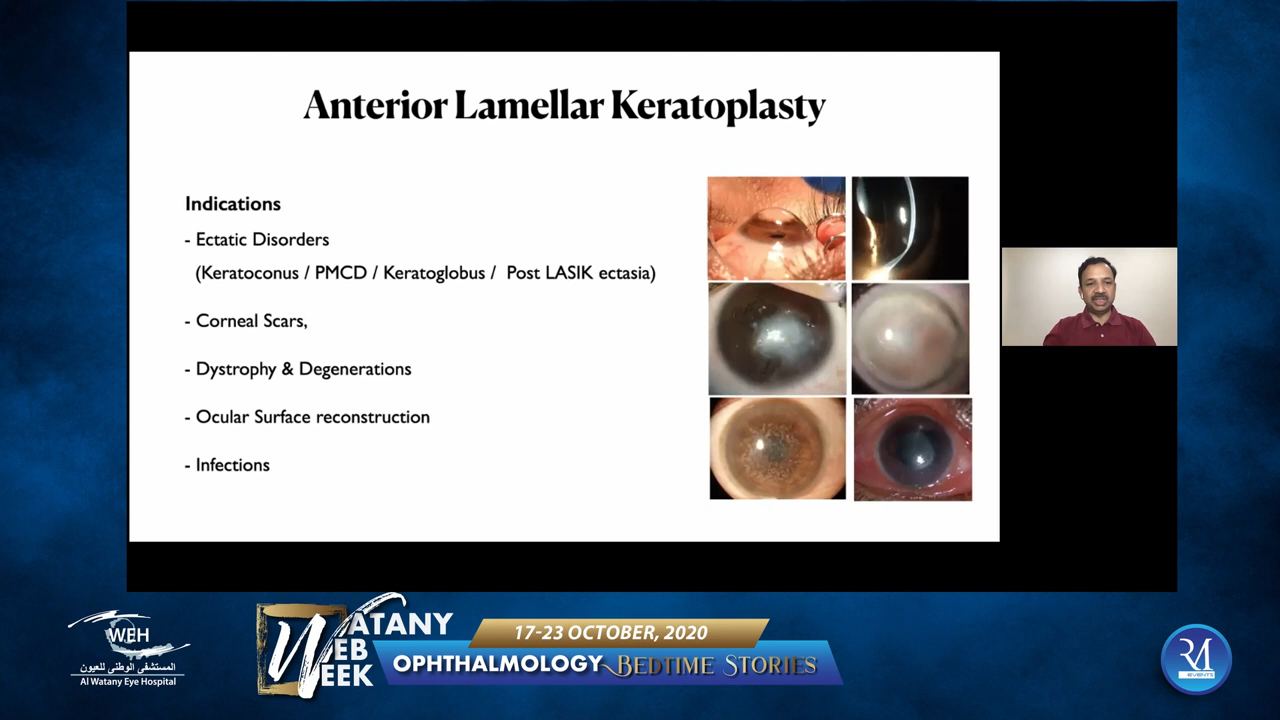 Anterior Lamellar Keratoplasty
Indications
- Ectatic Disorders
(Keratoconus / PMCD / Keratoglobus / Post LASIK ectasia)
- Corneal Scars,
- Dystrophy & Degenerations
- Ocular Surface reconstruction
- Infections
WEH
المستشفى الوطني للعيون
Al Watany Eye Hospital
WATANY
WEB
WEEK
17-23 OCTOBER, 2020
OPHTHALMOLOGY BEDTIME STORIES
RM
EVENTS